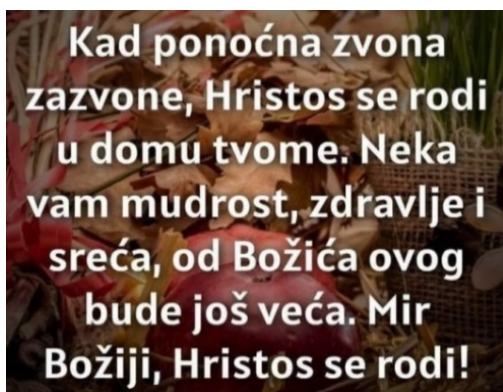 Kad ponoćna zvona
zazvone, Hristos se rodi
u domu tvome. Neka
vam mudrost, zdravlje i
sreća, od Božića ovog
bude još veća. Mir
Božiji, Hristos se rodi!